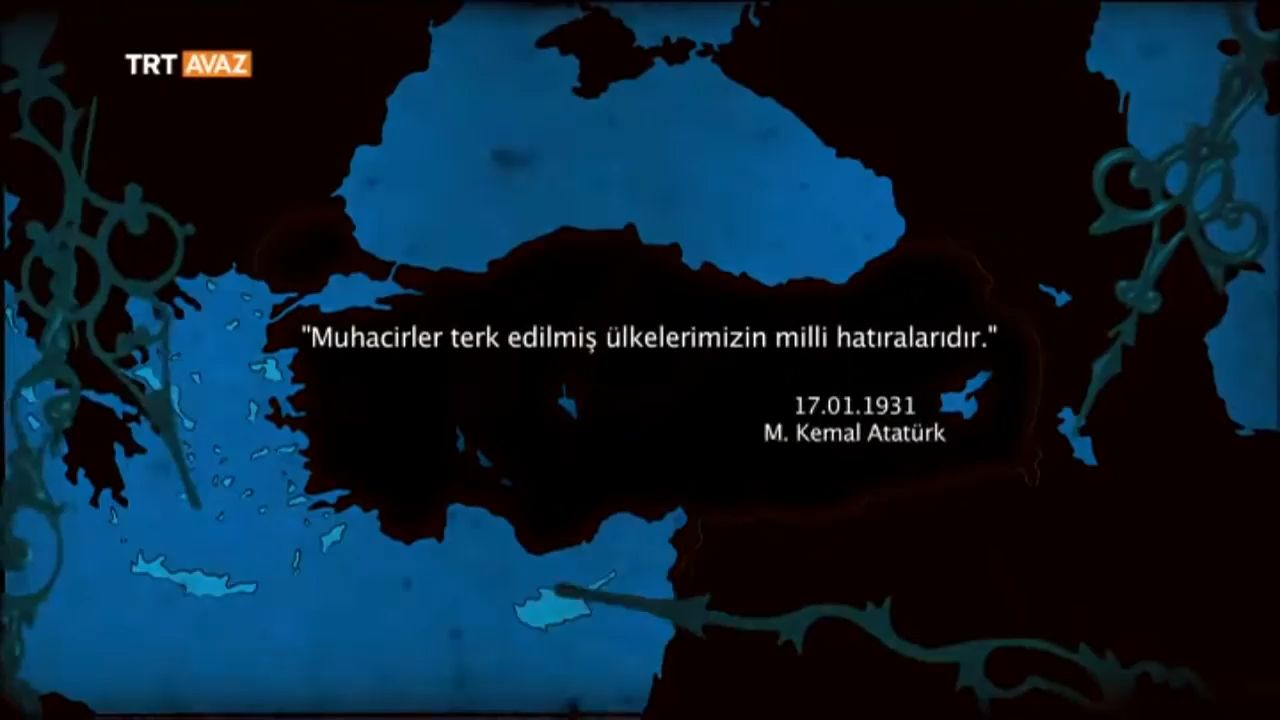 TRT AVAZ
"Muhacirler terk edilmiş ülkelerimizin milli hatıralarıdır."
17.01.1931
M. Kemal Atatürk